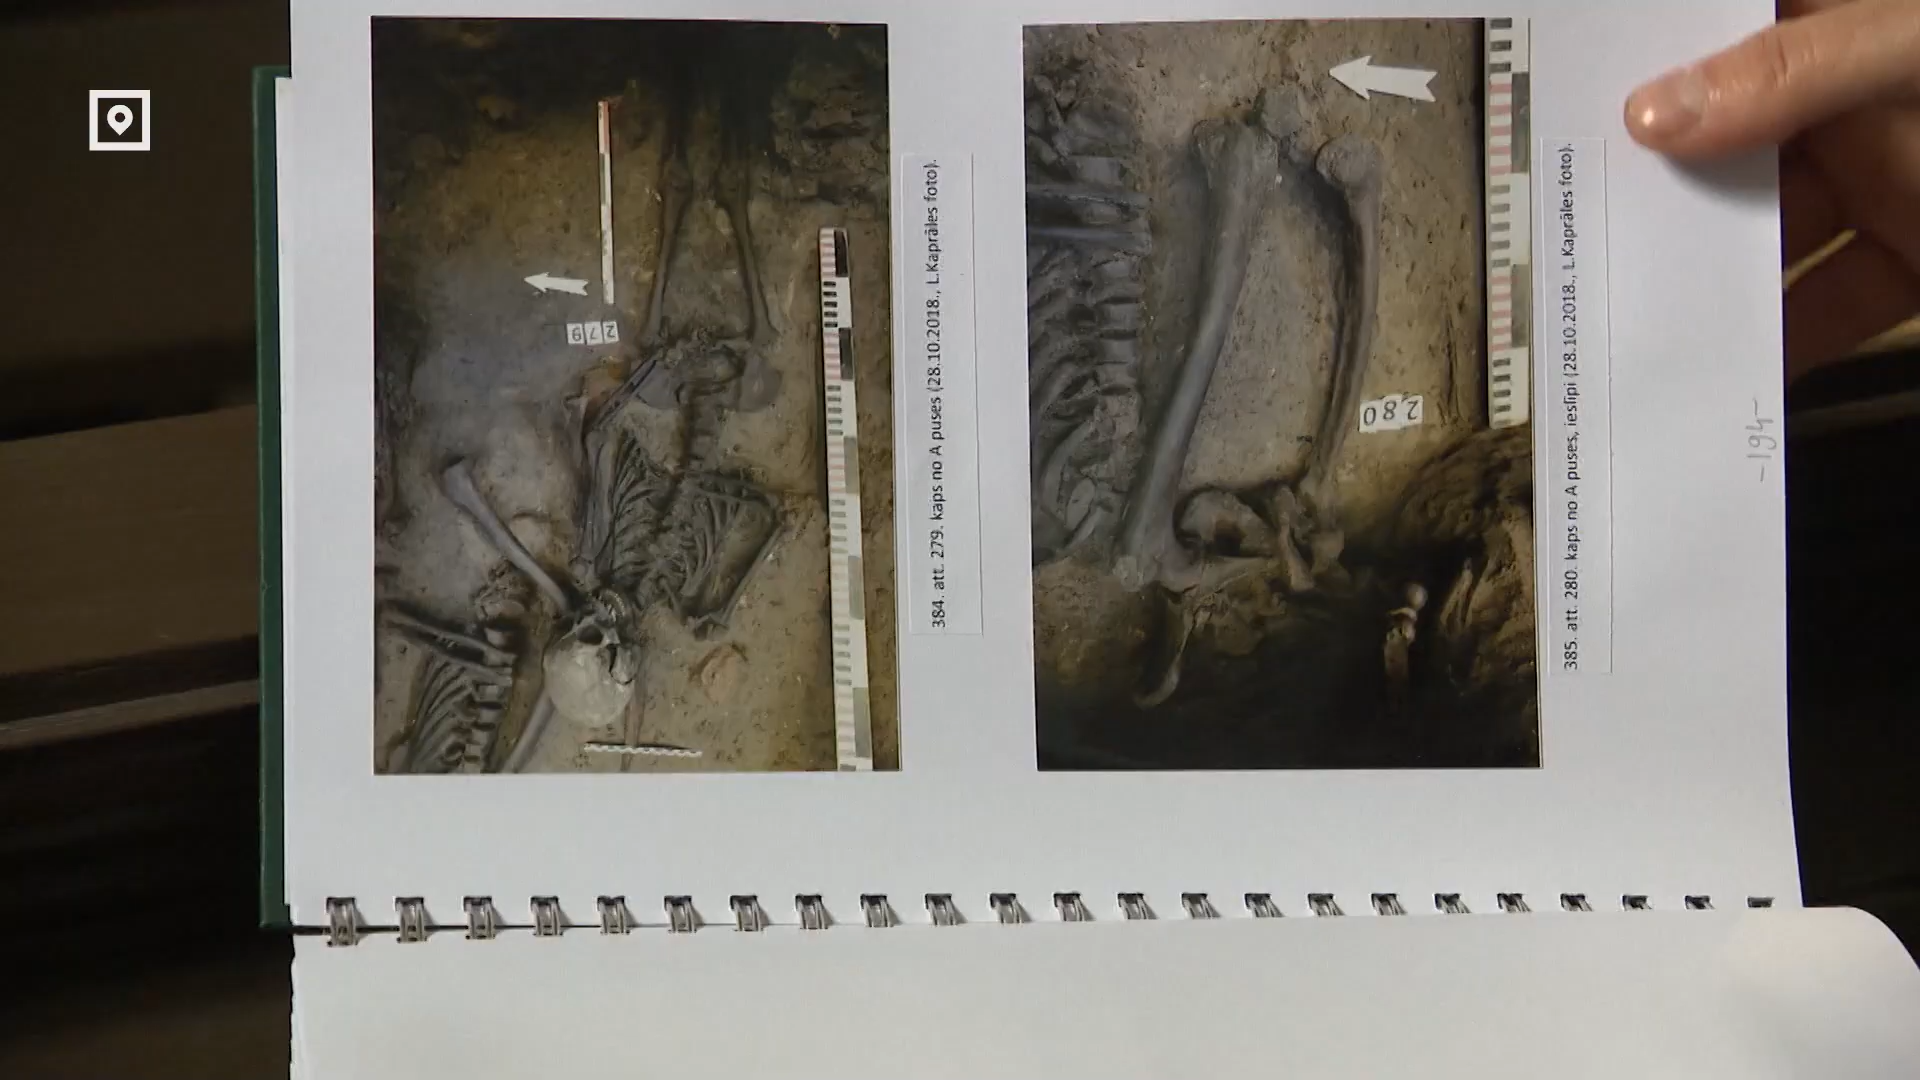 279
384. att. 279. kaps no A puses (28.10.2018., L.Kaprāles foto).
280
385. att. 280. kaps no A puses, ieslīpi (28.10.2018., L.Kaprāles foto).
-194-